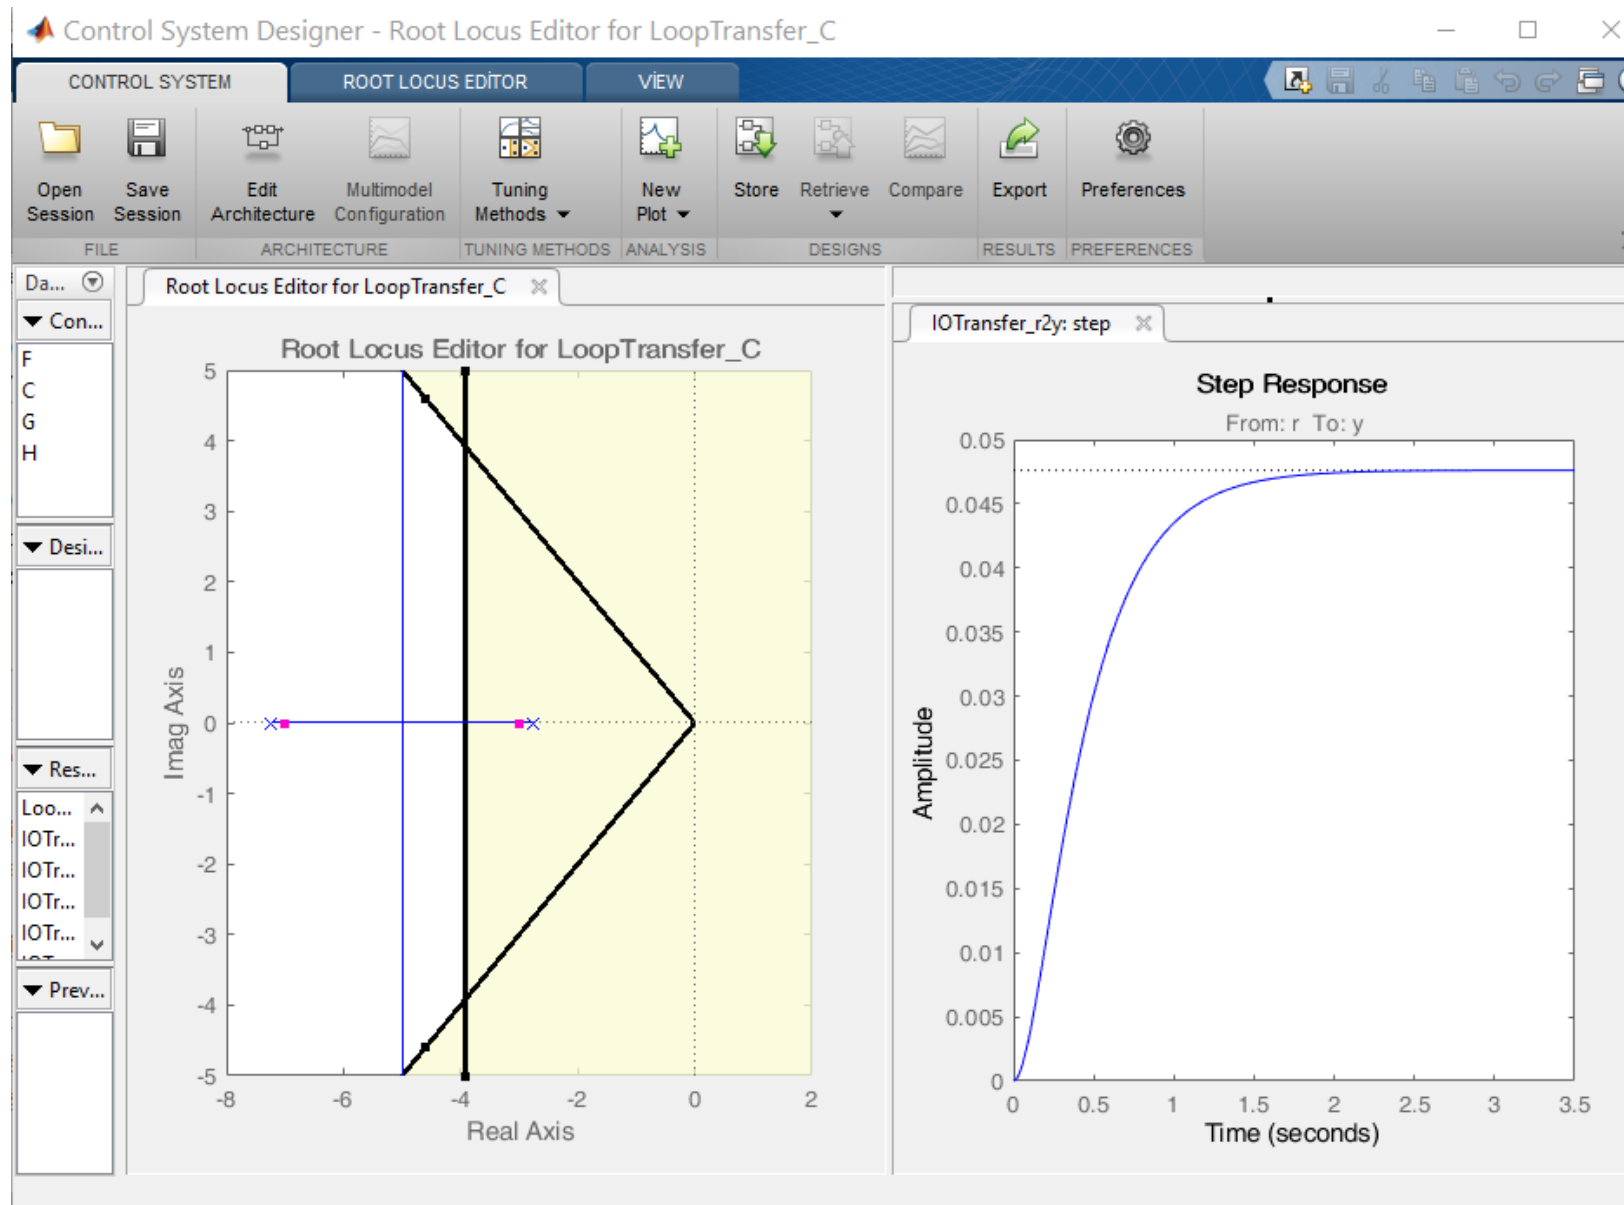 Control System Designer - Root Locus Editor for LoopTransfer_C
CONTROL SYSTEM
ROOT LOCUS EDİTOR
VİEW
Open Session
Save Session
Edit Architecture
Multimodel Configuration
Tuning Methods
New Plot
Store
Retrieve
Compare
Export
Preferences
FILE
ARCHITECTURE
TUNING METHODS
ANALYSIS
DESIGNS
RESULTS
PREFERENCES
Da...
Con...
F
C
G
H
Desi...
Res...
Loo...
IOTr...
IOTr...
IOTr...
IOTr...
Prev...
Root Locus Editor for LoopTransfer_C
Root Locus Editor for LoopTransfer_C
5
4
3
2
1
0
-1
-2
-3
-4
-5
Imag Axis
-8 -6 -4 -2 0 2
Real Axis
IOTransfer_r2y: step
Step Response
From: r To: y
0.05
0.045
0.04
0.035
0.03
0.025
0.02
0.015
0.01
0.005
0
Amplitude
0 0.5 1 1.5 2 2.5 3 3.5
Time (seconds)